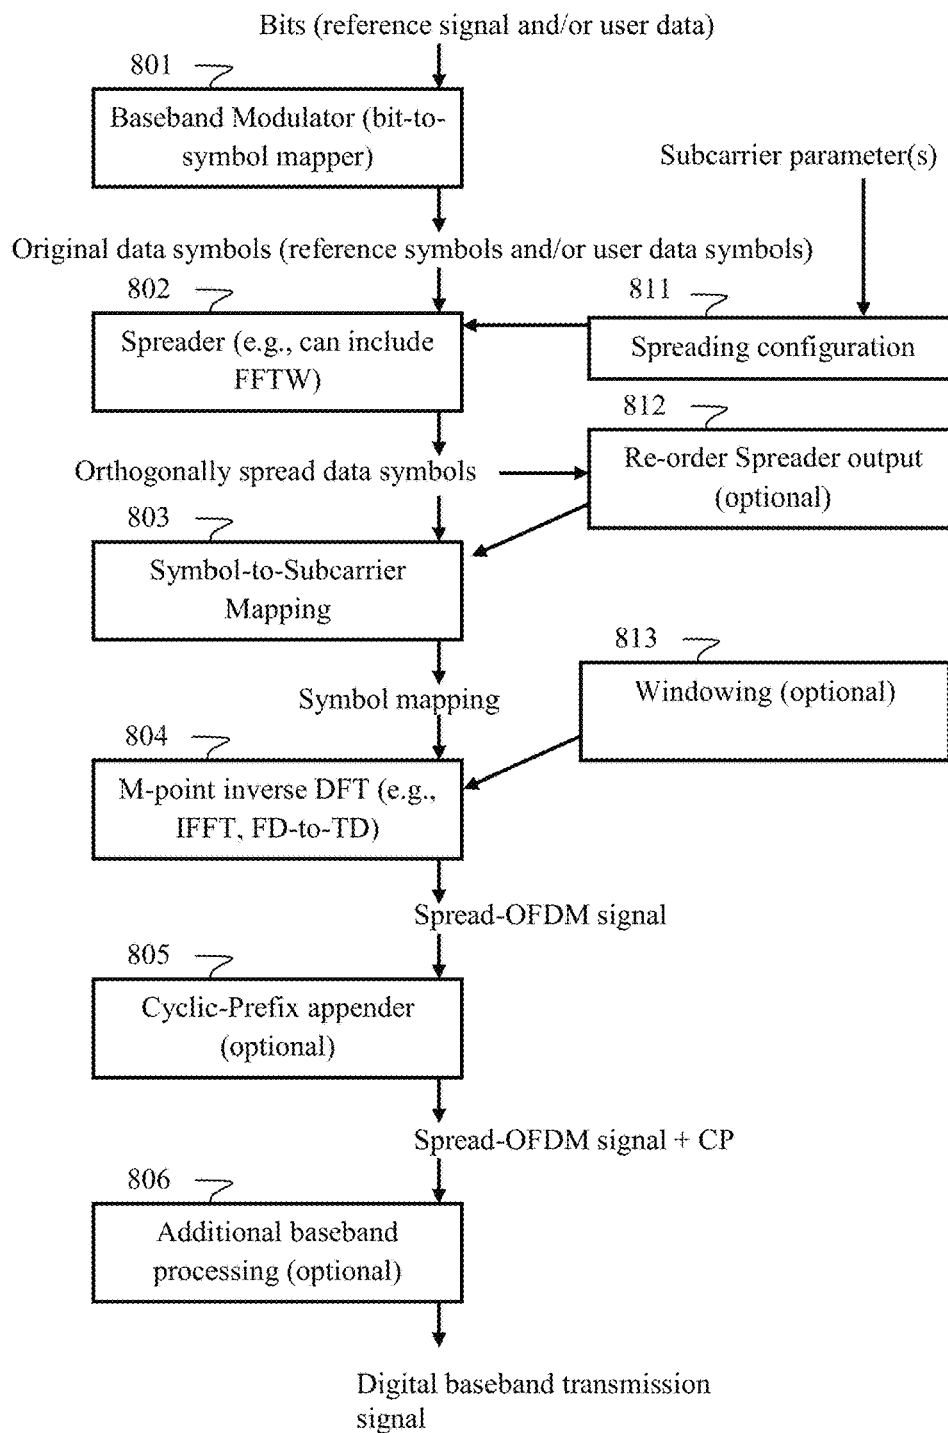 Bits (reference signal and/or user data)
801
Baseband Modulator (bit-to-
symbol mapper)
Subcarrier parameter(s)
Original data symbols (reference symbols and/or user data symbols)
802
811
Spreader (e.g., can include
FFTW)
Spreading configuration
812
Orthogonally spread data symbols
Re-order Spreader output
(optional)
803
Symbol-to-Subcarrier
Mapping
813
Windowing (optional)
Symbol mapping
804
M-point inverse DFT (e.g.,
IFFT, FD-to-TD)
Spread-OFDM signal
805
Cyclic-Prefix appender
(optional)
Spread-OFDM signal + CP
806
Additional baseband
processing (optional)
Digital baseband transmission
signal